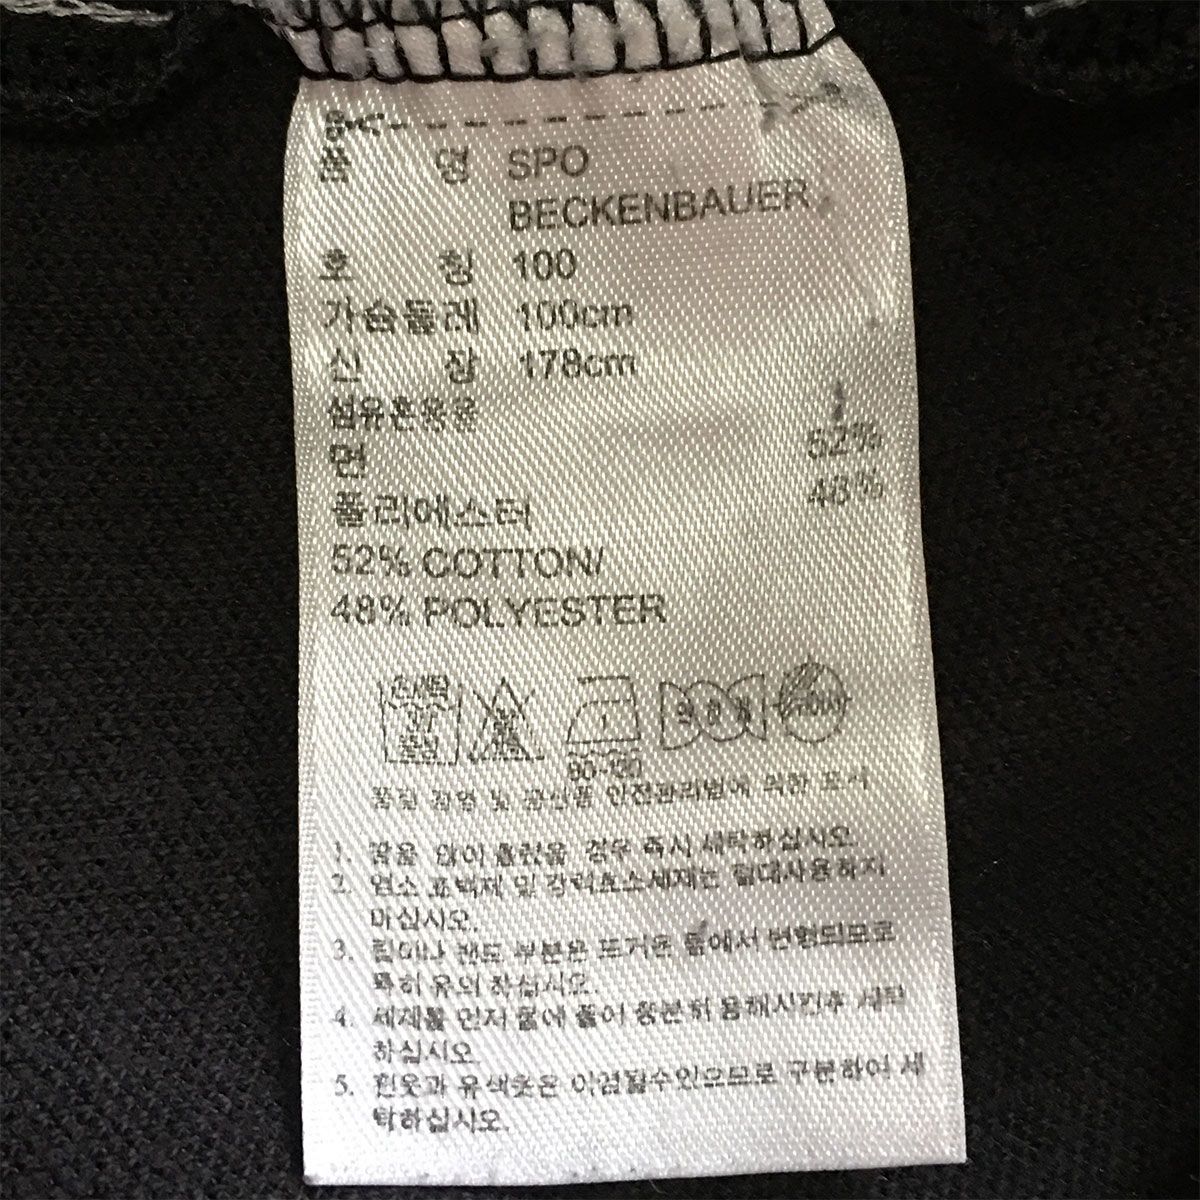 품 명 SPO
BECKENBAUER
호 칭 100
가슴둘레 100cm
신 장 178cm
섬유혼용율
면 52%
폴리에스터 48%
52% COTTON/
48% POLYESTER
80~120
품질 경영 및 공산품 안전관리법에 의한 표시
1. 땀을 많이 흘렸을 경우 즉시 세탁하십시오.
2. 염소 표백제 및 강력효소세제는 절대사용하지
마십시오.
3. 립이나 밴드 부분은 뜨거운 물에서 변형되므로
특히 유의 하십시오.
4. 세제를 먼저 물에 풀어 충분히 용해시킨후 세탁
하십시오.
5. 흰옷과 유색옷은 이염될수있으므로 구분하여 세
탁하십시오.